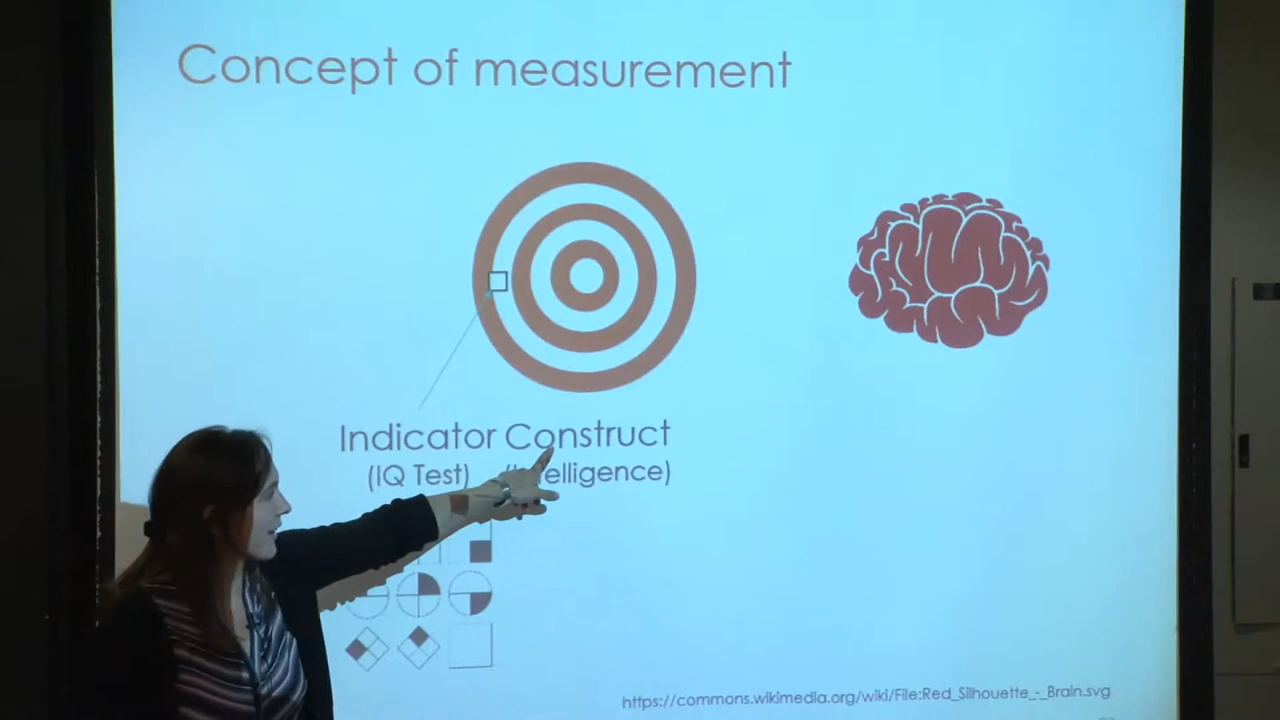 Concept of measurement
Indicator Construct
(IQ Test)
https://commons.wikimedia.org/wiki/File:Red_Silhouette_-_Brain.svg